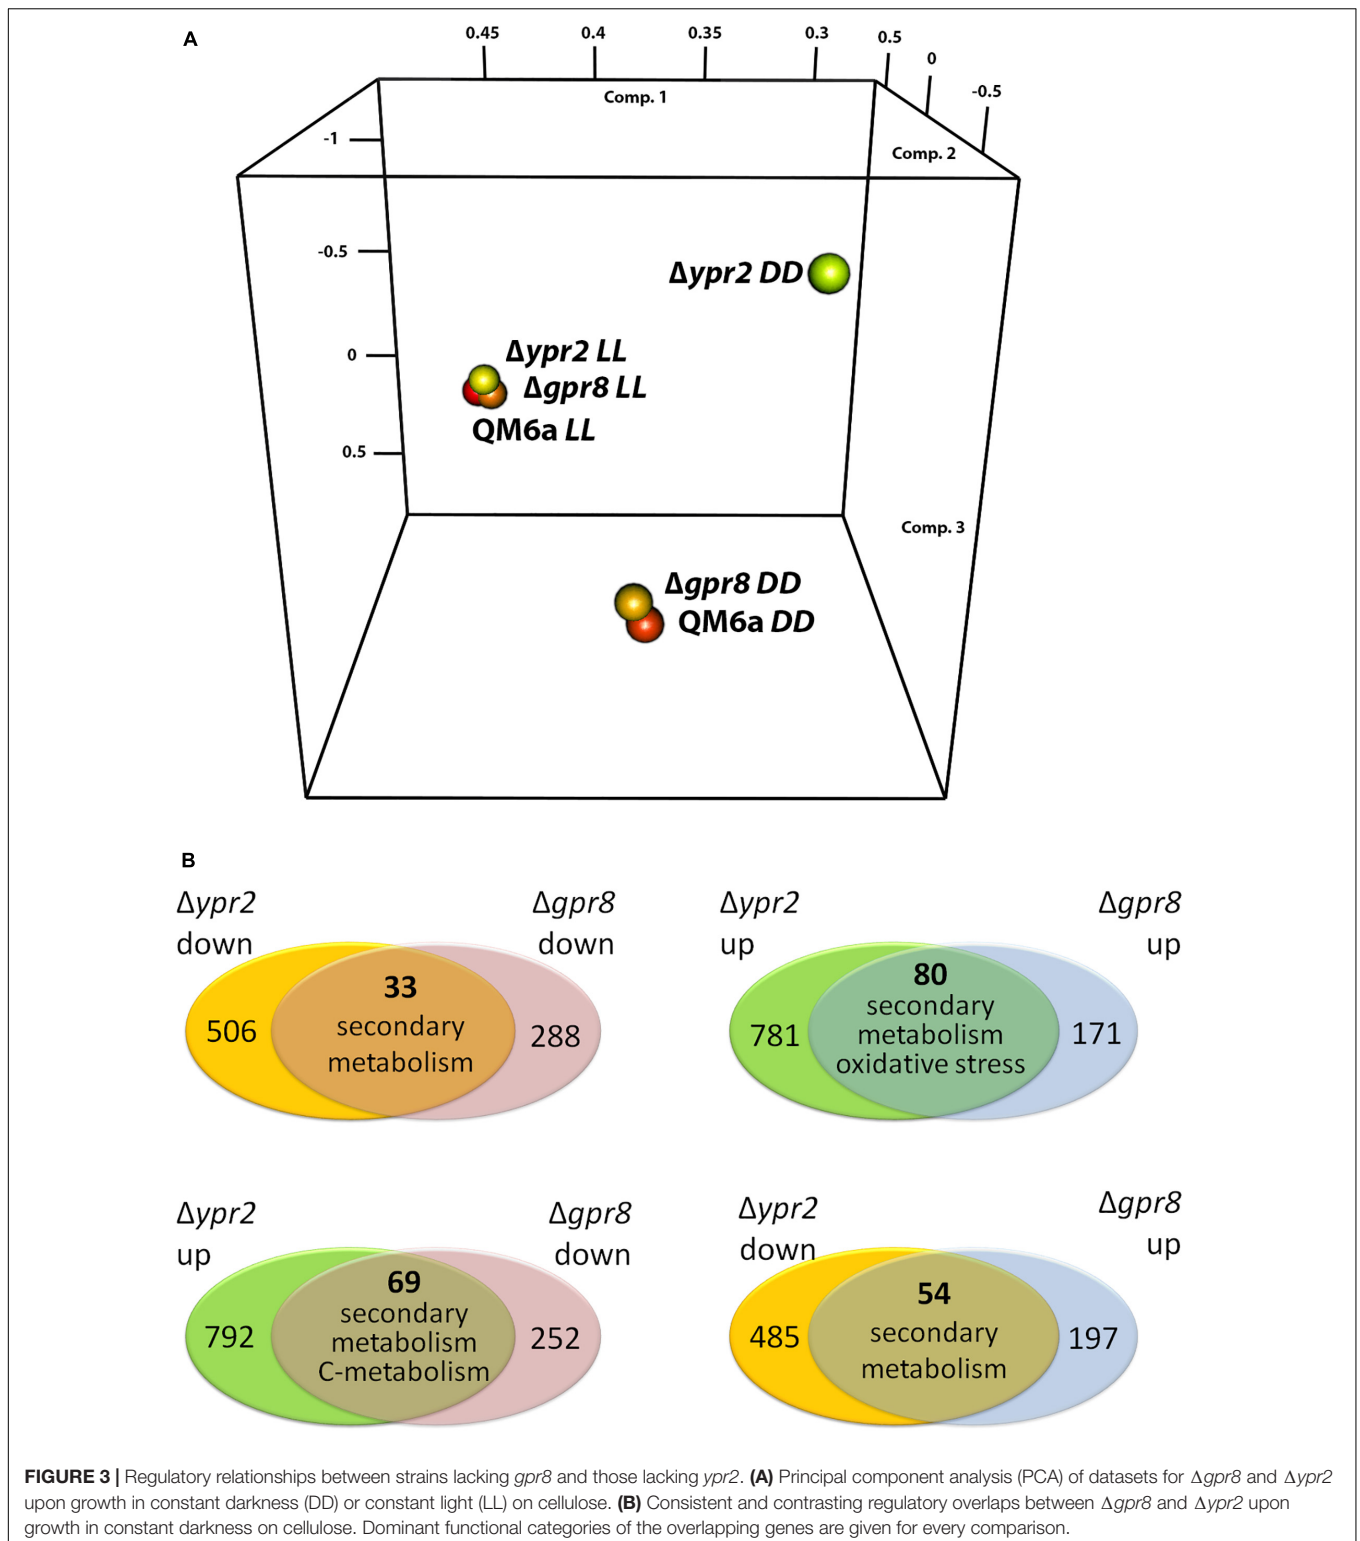 A
0.45 0.4 0.35 0.3 0.5 0 -0.5
Comp. 1
Comp. 2
-1
-0.5
Δypr2 DD
0
Δypr2 LL
Δgpr8 LL
QM6a LL
0.5
Comp. 3
Δgpr8 DD
QM6a DD
B
Δypr2
down
Δgpr8
down
506
33
secondary
metabolism
288
Δypr2
up
Δgpr8
up
781
80
secondary
metabolism
oxidative stress
171
Δypr2
up
Δgpr8
down
792
69
secondary
metabolism
C-metabolism
252
Δypr2
down
Δgpr8
up
485
54
secondary
metabolism
197
FIGURE 3 | Regulatory relationships between strains lacking gpr8 and those lacking ypr2. (A) Principal component analysis (PCA) of datasets for Δgpr8 and Δypr2
upon growth in constant darkness (DD) or constant light (LL) on cellulose. (B) Consistent and contrasting regulatory overlaps between Δgpr8 and Δypr2 upon
growth in constant darkness on cellulose. Dominant functional categories of the overlapping genes are given for every comparison.